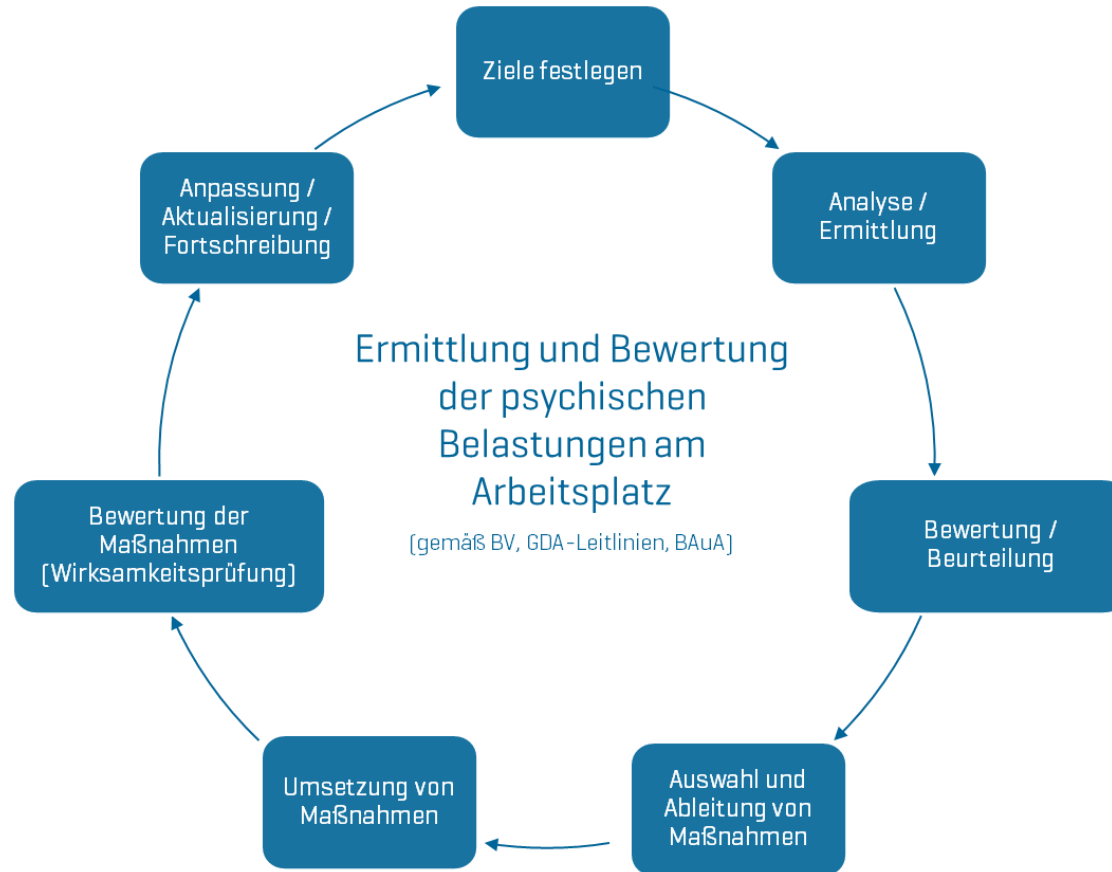 Ziele festlegen
Analyse /
Ermittlung
Bewertung /
Beurteilung
Auswahl und
Ableitung von
Maßnahmen
Umsetzung von
Maßnahmen
Bewertung der
Maßnahmen
(Wirksamkeitsprüfung)
Anpassung /
Aktualisierung /
Fortschreibung
Ermittlung und Bewertung
der psychischen
Belastungen am
Arbeitsplatz
(gemäß BV, GDA-Leitlinien, BAuA)